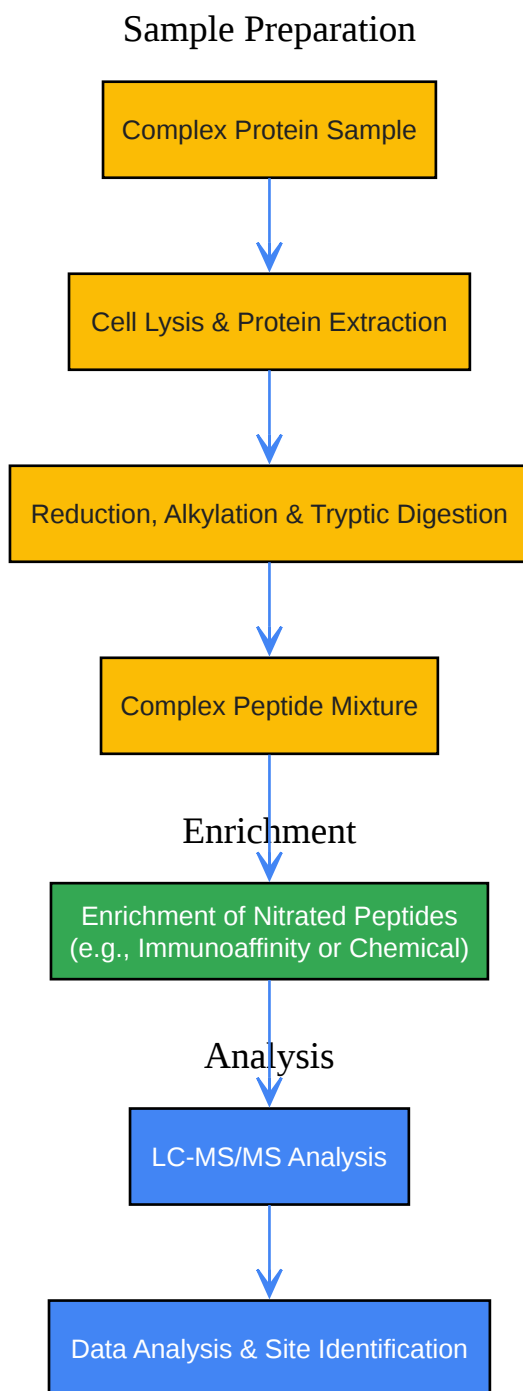 Sample Preparation
Complex Protein Sample
Cell Lysis & Protein Extraction
Reduction, Alkylation & Tryptic Digestion
Complex Peptide Mixture
Enrichment
Enrichment of Nitrated Peptides
(e.g., Immunoaffinity or Chemical)
Analysis
LC-MS/MS Analysis
Data Analysis & Site Identification